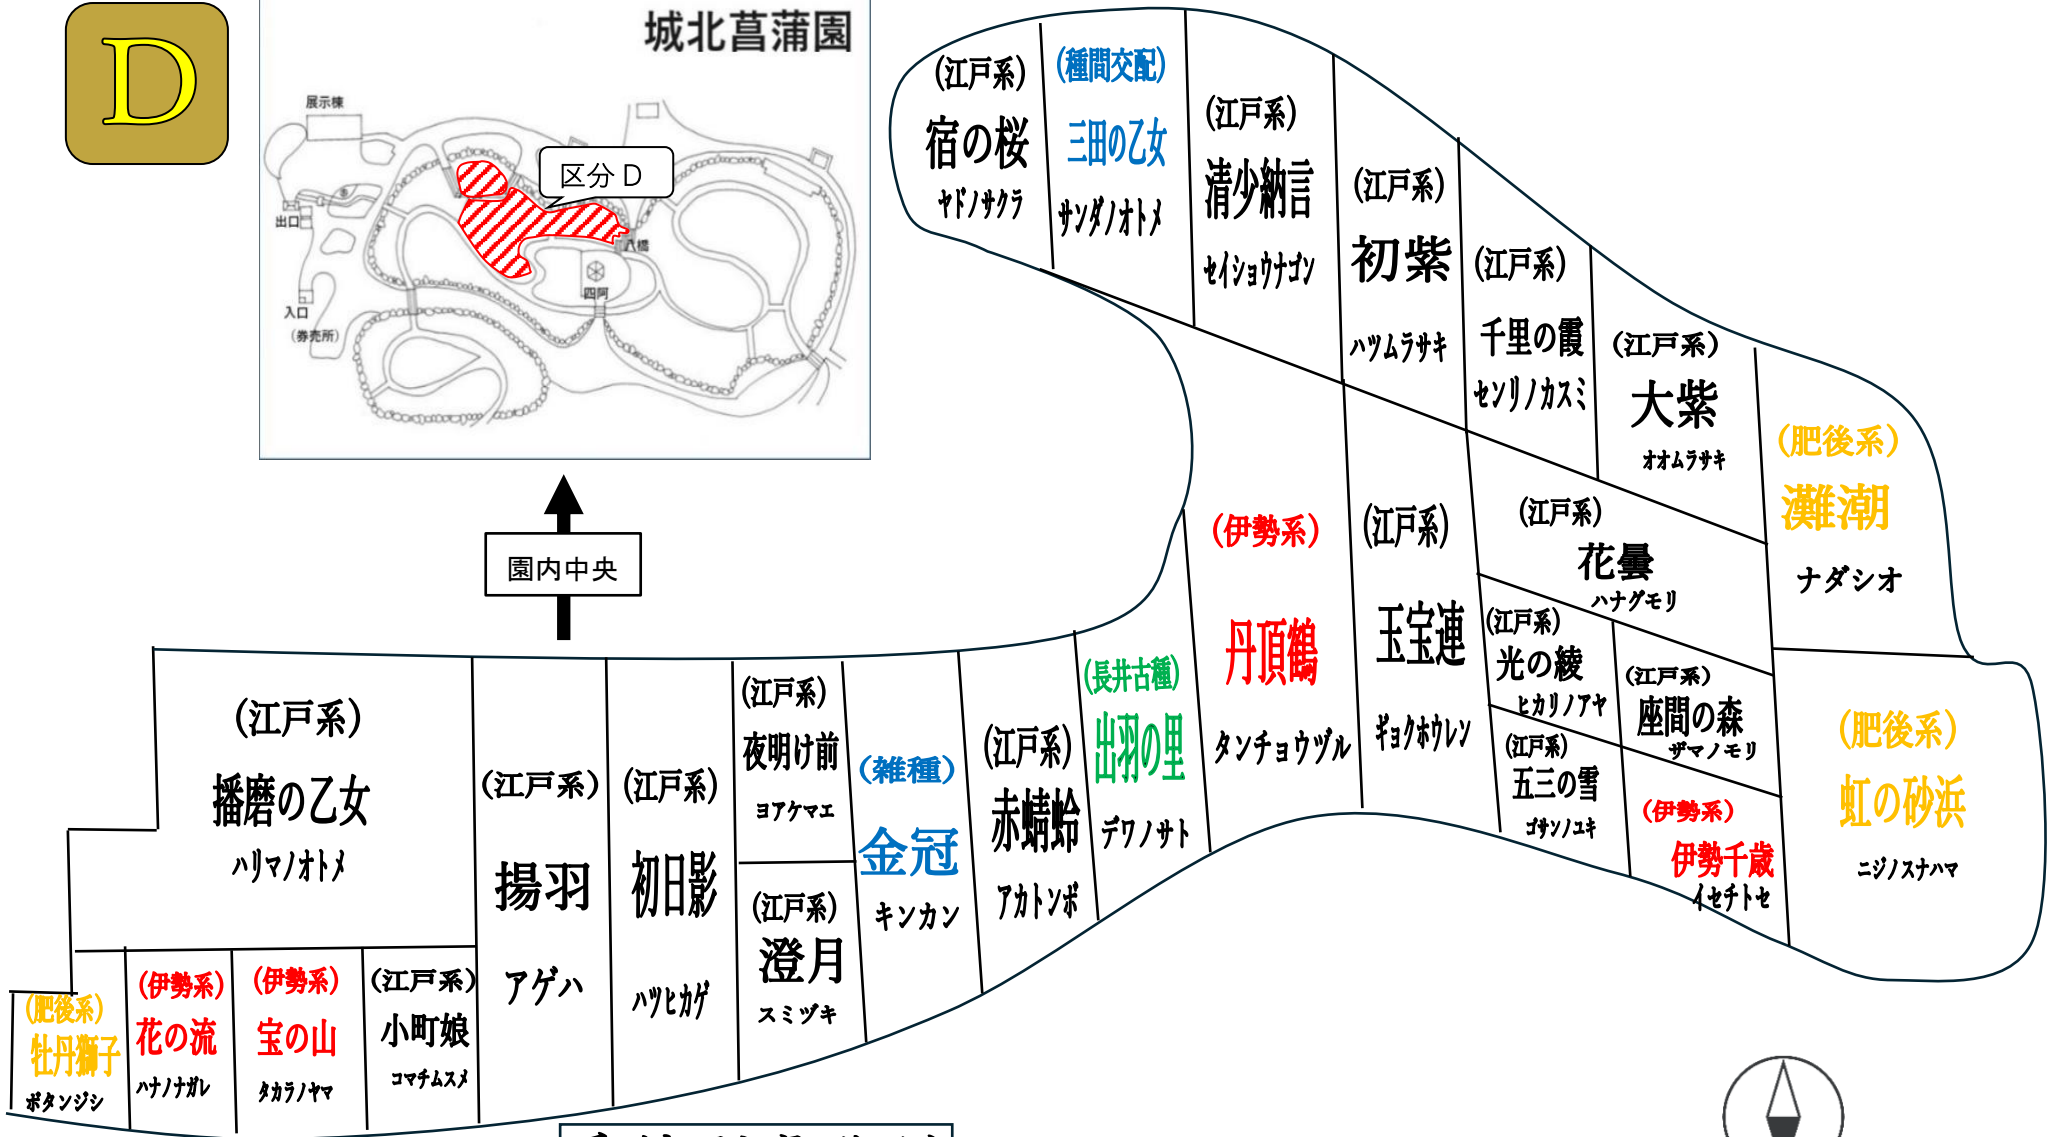 D
城北菖蒲園
展示棟
区分D
出口
八橋
四阿
入口
(券売所)
園内中央
(江戸系)
宿の桜
ヤドノサクラ
(種間交配)
三田の乙女
サンダノオトメ
(江戸系)
清少納言
セイショウナゴン
(江戸系)
初紫
ハツムラサキ
(江戸系)
千里の霞
センリノカスミ
(江戸系)
大紫
オオムラサキ
(肥後系)
灘潮
ナダシオ
(伊勢系)
丹頂鶴
タンチョウヅル
(江戸系)
玉宝連
ギョクホウレン
(江戸系)
花曇
ハナグモリ
(江戸系)
光の綾
ヒカリノアヤ
(江戸系)
座間の森
ザマノモリ
(江戸系)
五三の雪
ゴサンノユキ
(伊勢系)
伊勢千歳
イセチトセ
(肥後系)
虹の砂浜
ニジノスナハマ
(江戸系)
播磨の乙女
ハリマノオトメ
(江戸系)
揚羽
アゲハ
(江戸系)
初日影
ハツヒカゲ
(江戸系)
夜明け前
ヨアケマエ
(江戸系)
澄月
スミヅキ
(雑種)
金冠
キンカン
(江戸系)
赤蜻蛉
アカトンボ
(長井古種)
出羽の里
デワノサト
(肥後系)
牡丹獅子
ボタンジシ
(伊勢系)
花の流
ハナノナガレ
(伊勢系)
宝の山
タカラノヤマ
(江戸系)
小町娘
コマチムスメ